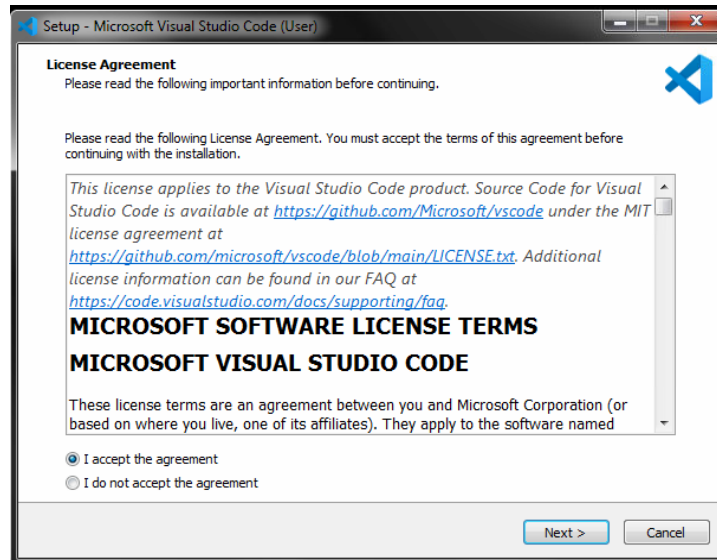 Setup - Microsoft Visual Studio Code (User)
License Agreement
Please read the following important information before continuing.
Please read the following License Agreement. You must accept the terms of this agreement before
continuing with the installation.
This license applies to the Visual Studio Code product. Source Code for Visual
Studio Code is available at https://github.com/Microsoft/vscode under the MIT
license agreement at
https://github.com/microsoft/vscode/blob/main/LICENSE.txt. Additional
license information can be found in our FAQ at
https://code.visualstudio.com/docs/supporting/faq.
MICROSOFT SOFTWARE LICENSE TERMS
MICROSOFT VISUAL STUDIO CODE
These license terms are an agreement between you and Microsoft Corporation (or
based on where you live, one of its affiliates). They apply to the software named
I accept the agreement
I do not accept the agreement
Next >
Cancel